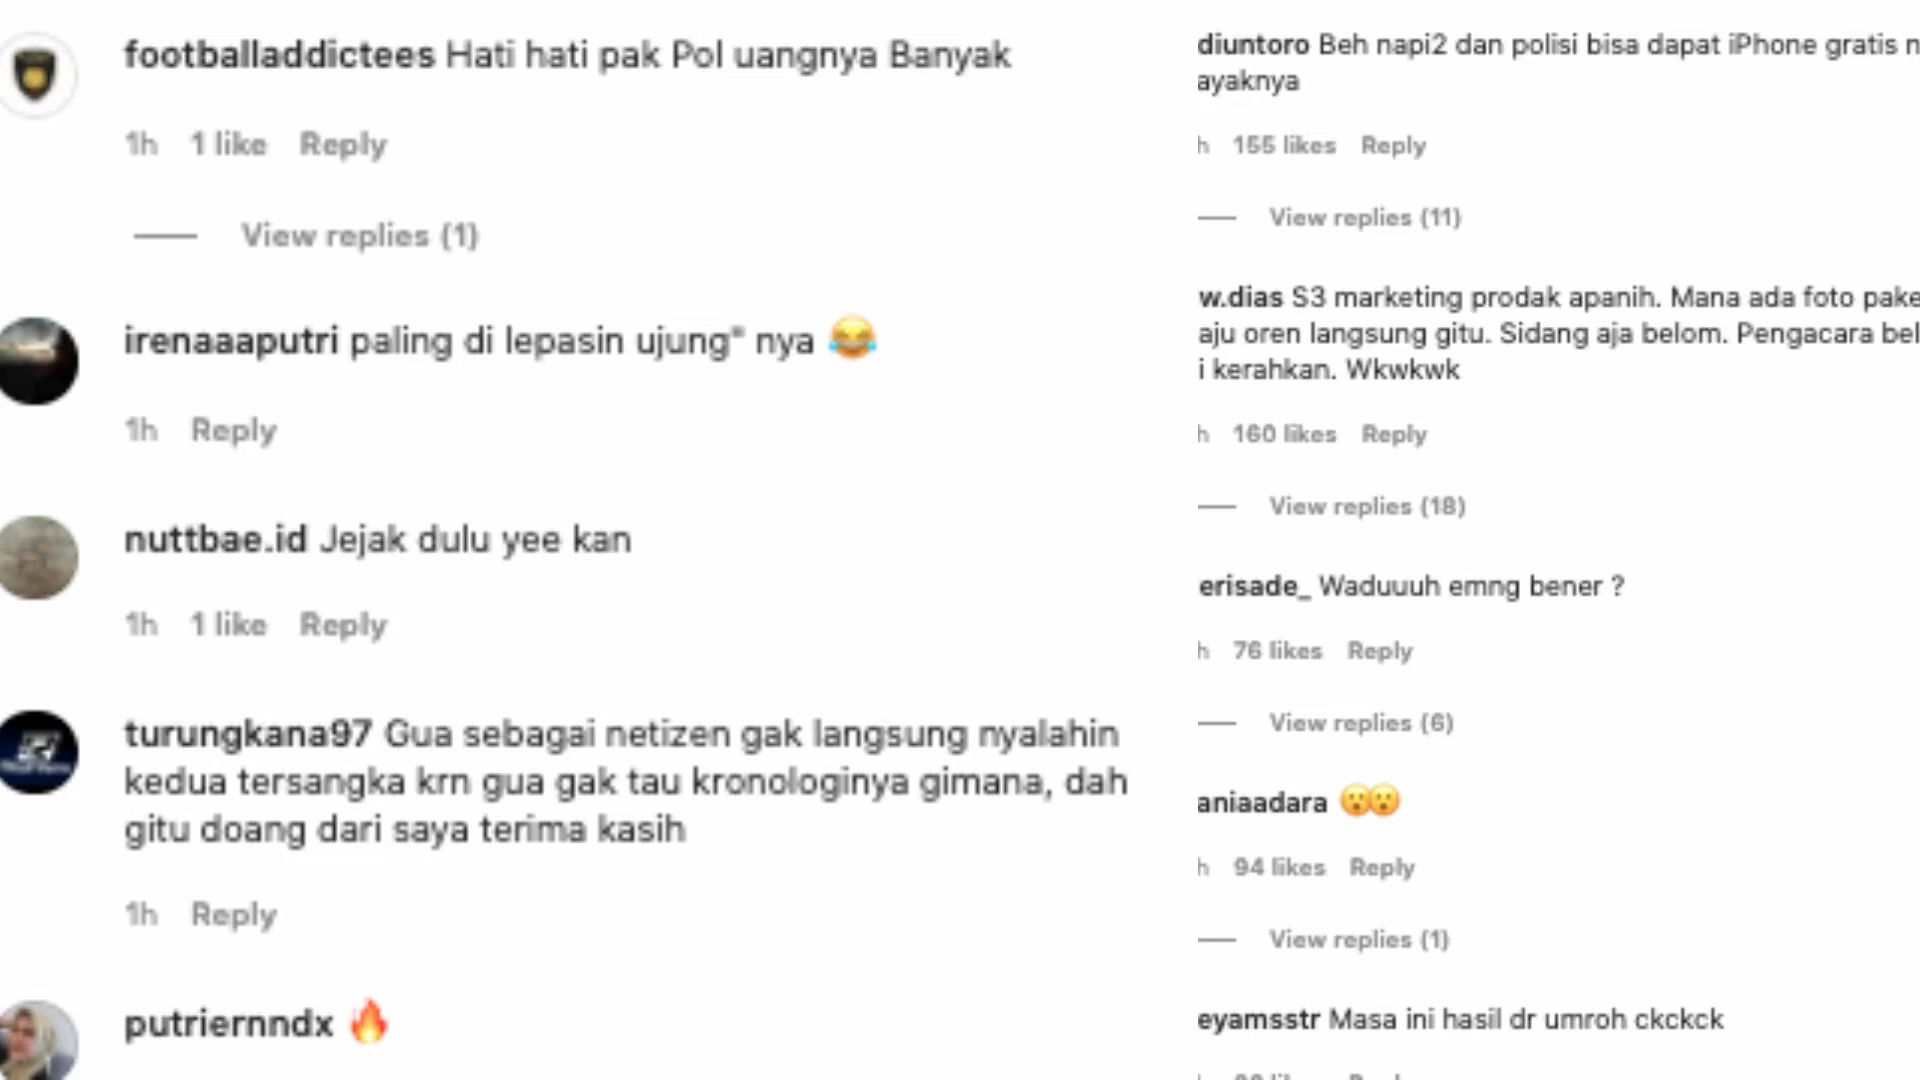 footballaddictees Hati hati pak Pol uangnya Banyak
1h 1 like Reply
View replies (1)
irenaaaputri paling di lepasin ujung" nya 😂
1h Reply
nuttbae.id Jejak dulu yee kan
1h 1 like Reply
turungkana97 Gua sebagai netizen gak langsung nyalahin
kedua tersangka krn gua gak tau kronologinya gimana, dah
gitu doang dari saya terima kasih
1h Reply
putriernndx 🔥
diuntoro Beh napi2 dan polisi bisa dapat iPhone gratis n
ayaknya
h 155 likes Reply
View replies (11)
w.dias S3 marketing prodak apanih. Mana ada foto pake
aju oren langsung gitu. Sidang aja belom. Pengacara bel
i kerahkan. Wkwkwk
h 160 likes Reply
View replies (18)
erisade_ Waduuuh emng bener ?
h 76 likes Reply
View replies (6)
aniaadara 😮😮
h 94 likes Reply
View replies (1)
eyamsstr Masa ini hasil dr umroh ckckck